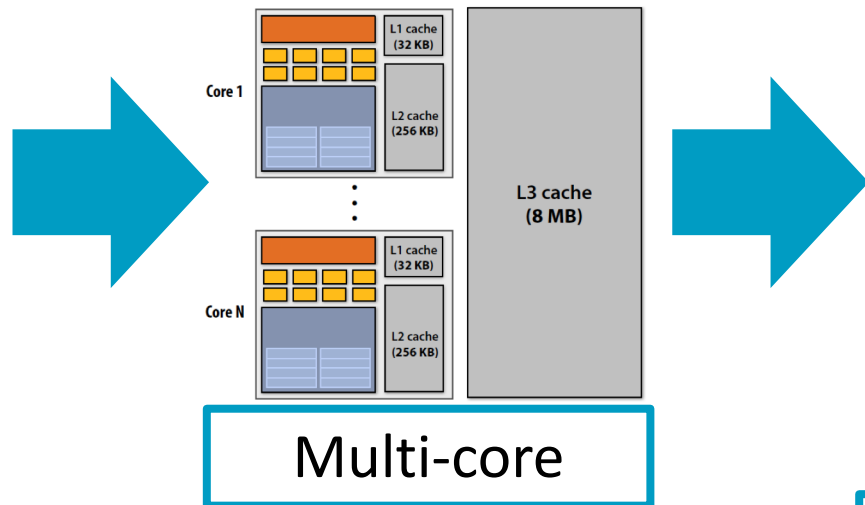 Core 1
L1 cache
(32 KB)
L2 cache
(256 KB)
L3 cache
(8 MB)
Core N
L1 cache
(32 KB)
L2 cache
(256 KB)
Multi-core